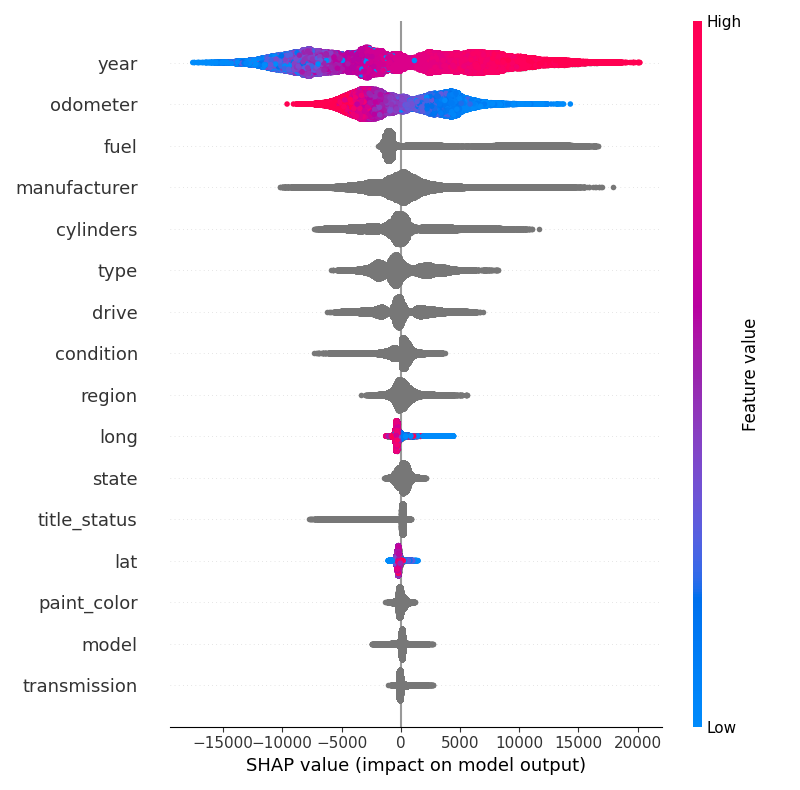 High
year
odometer
fuel
manufacturer
cylinders
type
drive
condition
region
long
state
title_status
lat
paint_color
model
transmission
Feature value
Low
−15000 −10000 −5000 0 5000 10000 15000 20000
SHAP value (impact on model output)